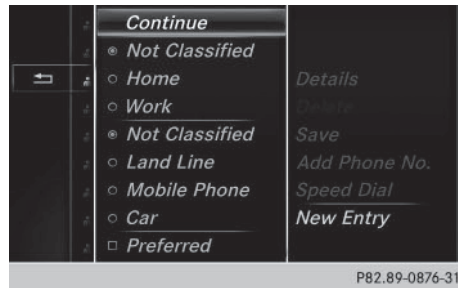 Continue
Not Classified
Home
Work
Not Classified
Land Line
Mobile Phone
Car
Preferred
Details
Delete
Save
Add Phone No.
Speed Dial
New Entry
P82.89-0876-31